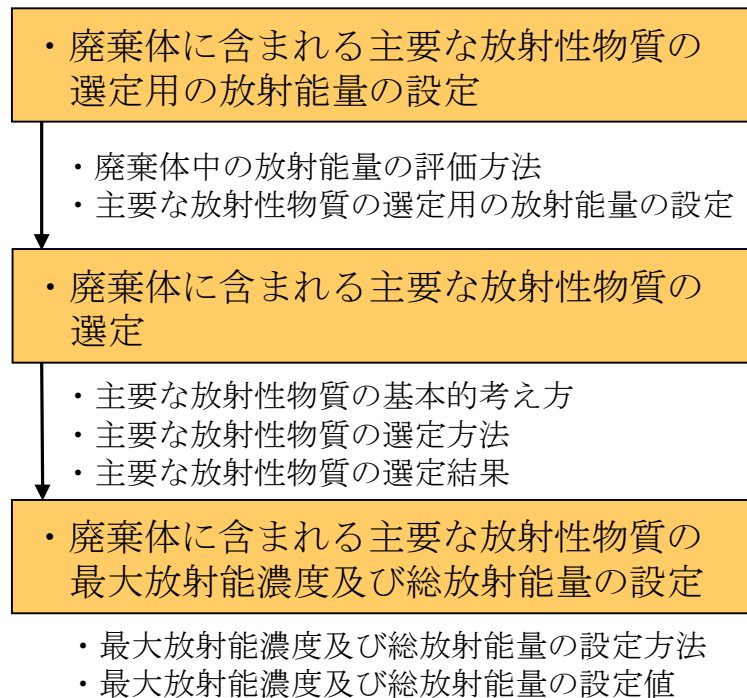 ・廃棄体に含まれる主要な放射性物質の
選定用の放射能量の設定
・廃棄体中の放射能量の評価方法
・主要な放射性物質の選定用の放射能量の設定
・廃棄体に含まれる主要な放射性物質の
選定
・主要な放射性物質の基本的考え方
・主要な放射性物質の選定方法
・主要な放射性物質の選定結果
・廃棄体に含まれる主要な放射性物質の
最大放射能濃度及び総放射能量の設定
・最大放射能濃度及び総放射能量の設定方法
・最大放射能濃度及び総放射能量の設定値